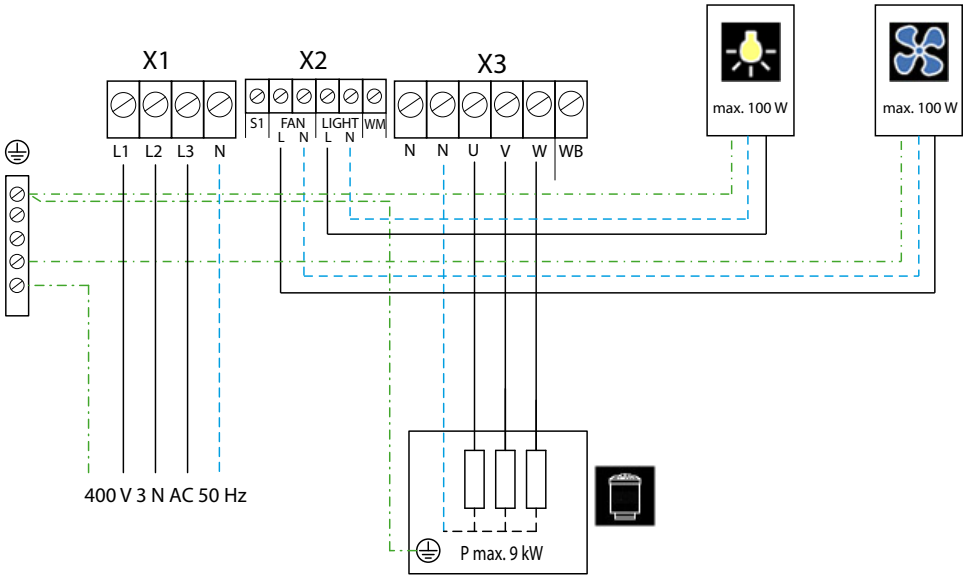 X1
X2
X3
max. 100 W
max. 100 W
S1 FAN LIGHT WM
L N L N
L1 L2 L3 N
N N U V W WB
400 V 3 N AC 50 Hz
P max. 9 kW